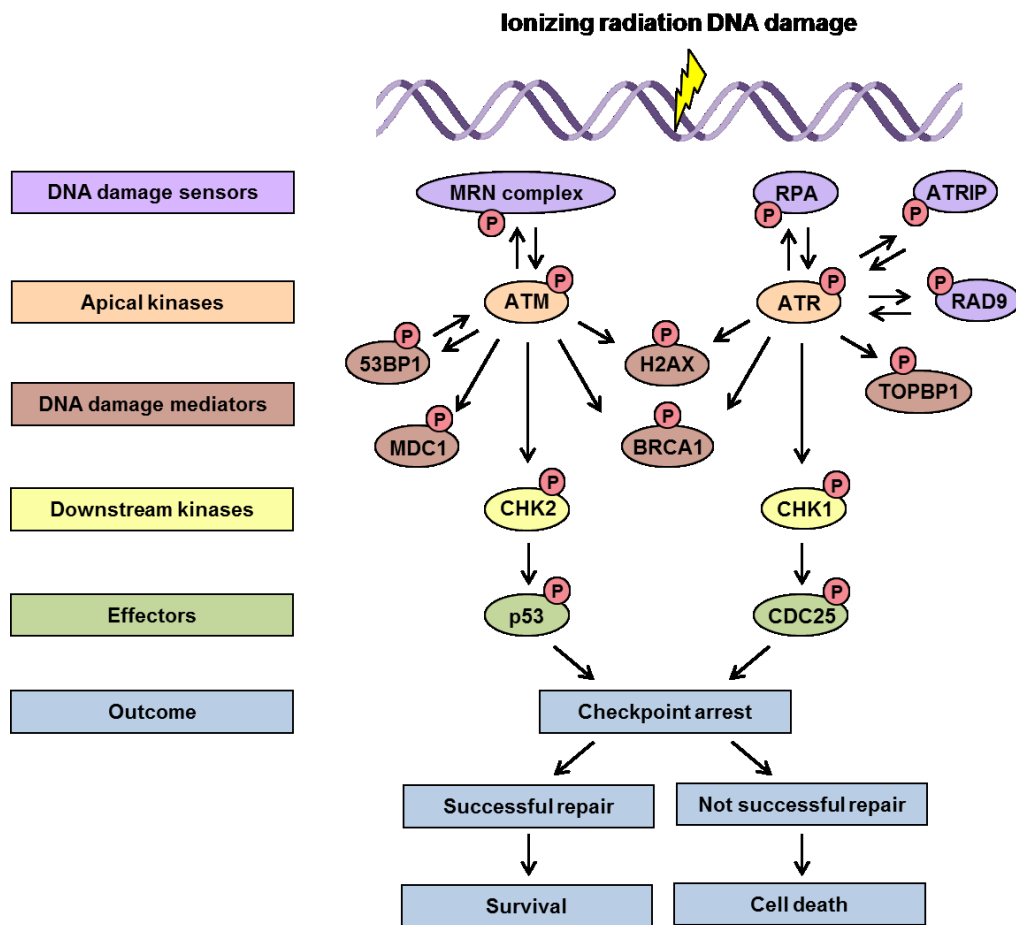 Ionizing radiation DNA damage
DNA damage sensors
MRN complex
P
RPA
P
ATRIP
P
Apical kinases
ATM
P
ATR
P
RAD9
P
53BP1
P
H2AX
P
TOPBP1
P
DNA damage mediators
MDC1
P
BRCA1
P
Downstream kinases
CHK2
P
CHK1
P
Effectors
p53
P
CDC25
P
Outcome
Checkpoint arrest
Successful repair
Not successful repair
Survival
Cell death